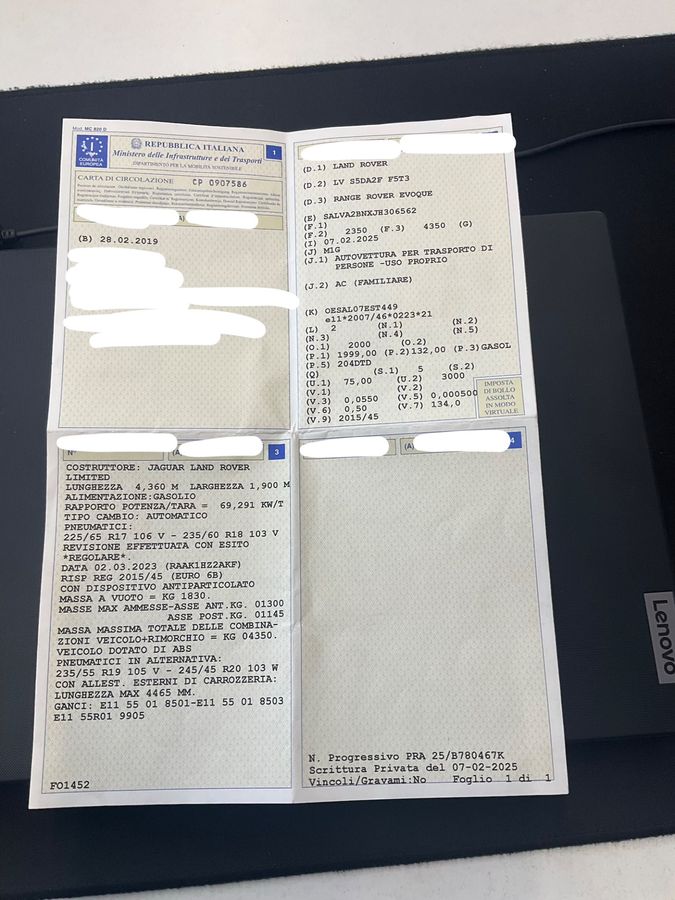 Mod. MC 820 D
COMUNITÀ
EUROPEA
REPUBBLICA ITALIANA
Ministero delle Infrastrutture e dei Trasporti
DIPARTIMENTO PER LA MOBILITÀ SOSTENIBILE
1
CARTA DI CIRCOLAZIONE CP 0907586
A)
(B) 28.02.2019
(D.1) LAND ROVER
(D.2) LV S5DA2F F5T3
(D.3) RANGE ROVER EVOQUE
(E) SALVA2BNXJH306562
(F.1)
(F.2) 2350 (F.3) 4350 (G)
(I) 07.02.2025
(J) M1G
(J.1) AUTOVETTURA PER TRASPORTO DI
PERSONE -USO PROPRIO
(J.2) AC (FAMILIARE)
(K) OESAL07EST449
e11*2007/46*0223*21
(L) 2 (N.1) (N.2)
(N.3) (N.4) (N.5)
(O.1) 2000 (O.2)
(P.1) 1999,00 (P.2)132,00 (P.3)GASOL
(P.5) 204DTD
(Q) (S.1) 5 (S.2)
(U.1) 75,00 (U.2) 3000
(V.1) (V.2)
(V.3) 0,0550 (V.5) 0,000500
(V.6) 0,50 (V.7) 134,0
(V.9) 2015/45
IMPOSTA
DI BOLLO
ASSOLTA
IN MODO
VIRTUALE
N° (A) 3
COSTRUTTORE: JAGUAR LAND ROVER
LIMITED
LUNGHEZZA 4,360 M LARGHEZZA 1,900 M
ALIMENTAZIONE:GASOLIO
RAPPORTO POTENZA/TARA = 69,291 KW/T
TIPO CAMBIO: AUTOMATICO
PNEUMATICI:
225/65 R17 106 V - 235/60 R18 103 V
REVISIONE EFFETTUATA CON ESITO
*REGOLARE*.
DATA 02.03.2023 (RAAK1HZ2AKF)
RISP REG 2015/45 (EURO 6B)
CON DISPOSITIVO ANTIPARTICOLATO
MASSA A VUOTO = KG 1830.
MASSE MAX AMMESSE-ASSE ANT.KG. 01300
ASSE POST.KG. 01145
MASSA MASSIMA TOTALE DELLE COMBINA-
ZIONI VEICOLO+RIMORCHIO = KG 04350.
VEICOLO DOTATO DI ABS
PNEUMATICI IN ALTERNATIVA:
235/55 R19 105 V - 245/45 R20 103 W
CON ALLEST. ESTERNI DI CARROZZERIA:
LUNGHEZZA MAX 4465 MM.
GANCI: E11 55 01 8501-E11 55 01 8503
E11 55R01 9905
FO1452
(A) 4
N. Progressivo PRA 25/B780467K
Scrittura Privata del 07-02-2025
Vincoli/Gravami:No Foglio 1 di 1
Lenovo